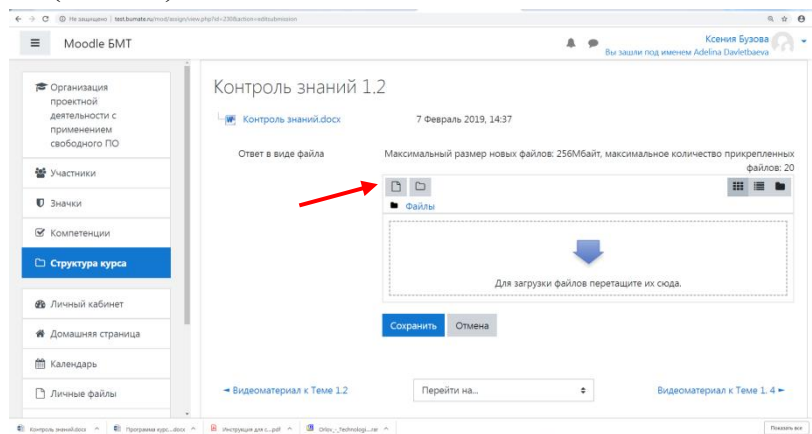 Не защищено | test.bumate.ru/mod/assign/view.php?id=230&action=editsubmission
Moodle БМТ
Ксения Бузова
Вы зашли под именем Adelina Davletbaeva
Организация
проектной
деятельности с
применением
свободного ПО
Участники
Значки
Компетенции
Структура курса
Личный кабинет
Домашняя страница
Календарь
Личные файлы
Контроль знаний 1.2
Контроль знаний.docx
7 Февраль 2019, 14:37
Ответ в виде файла
Максимальный размер новых файлов: 256Мбайт, максимальное количество прикрепленных
файлов: 20
Файлы
Для загрузки файлов перетащите их сюда.
Сохранить
Отмена
◄ Видеоматериал к Теме 1.2
Перейти на...
Видеоматериал к Теме 1. 4 ►
Контроль знаний.docx
Программа курс....docx
Инструкция для с....pdf
Показать все